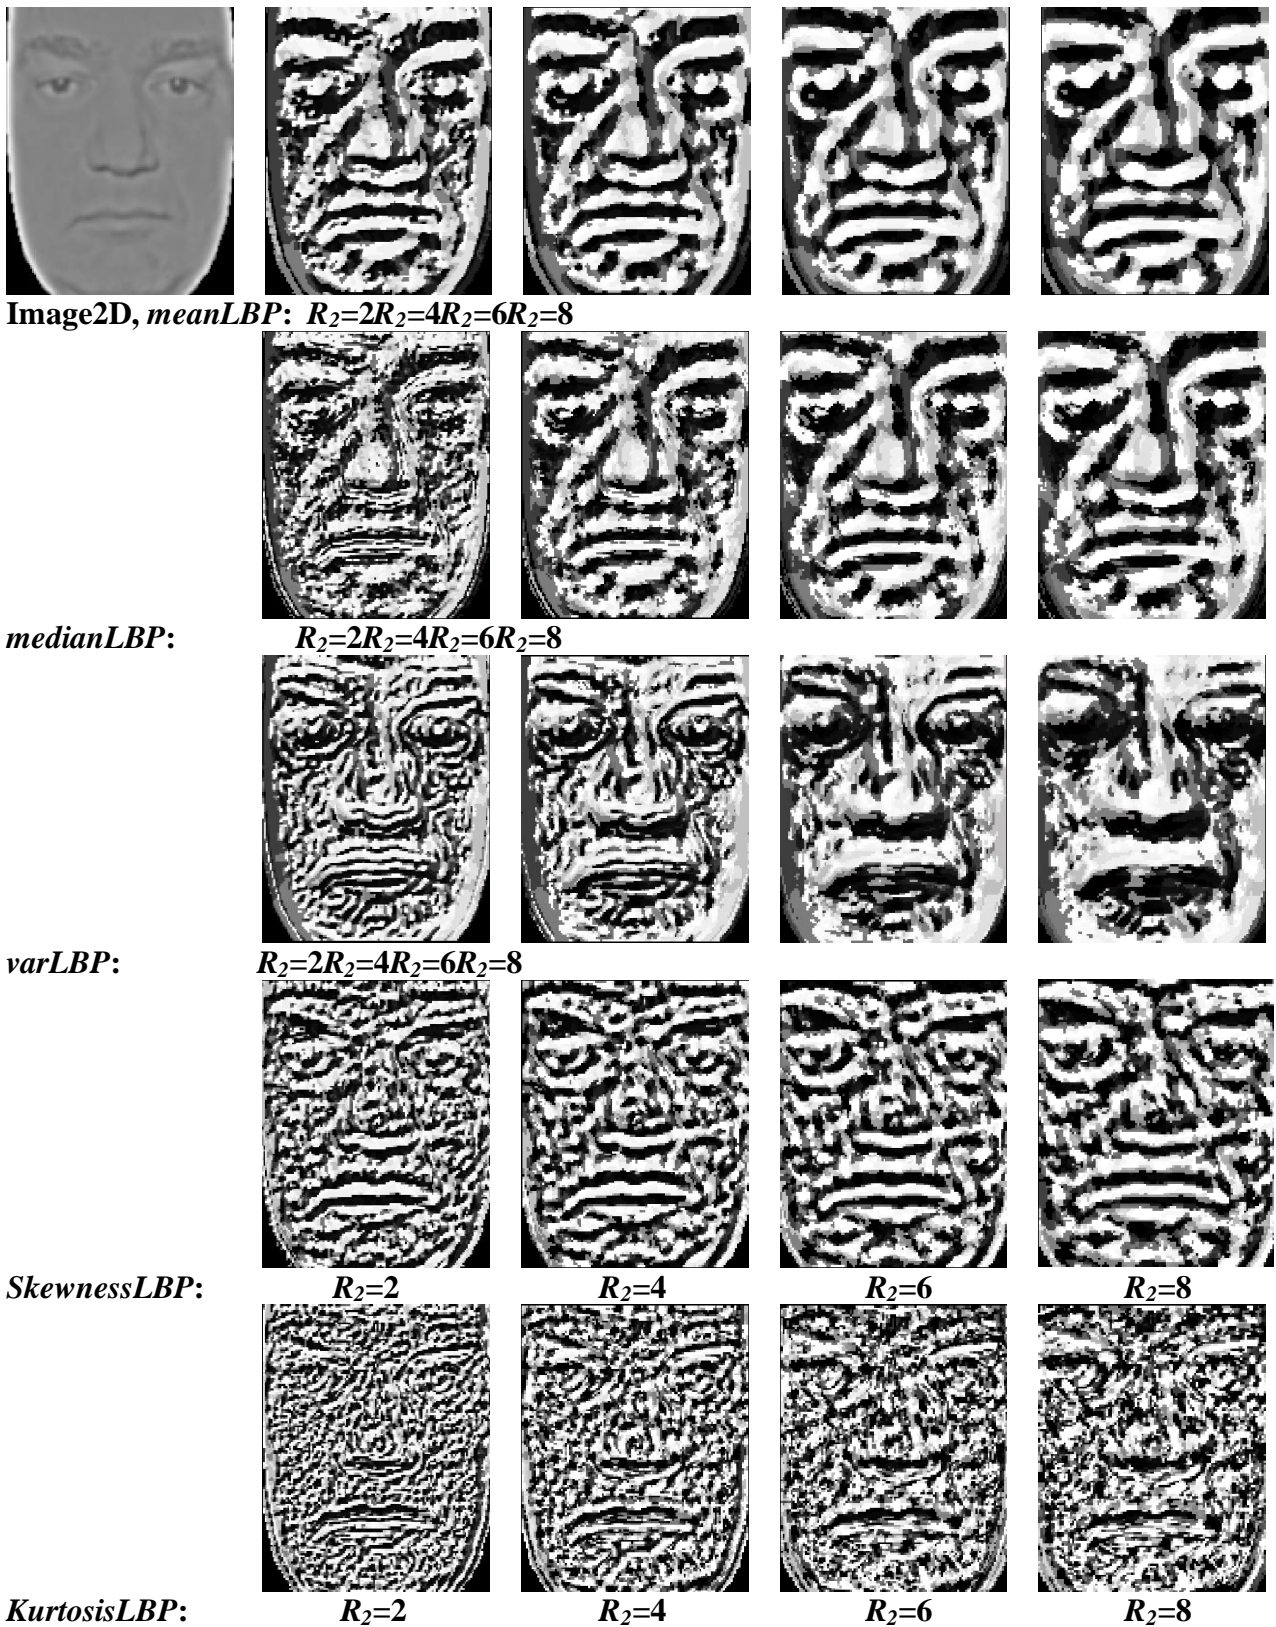 Image2D, meanLBP: R2=2R2=4R2=6R2=8
medianLBP: R2=2R2=4R2=6R2=8
varLBP: R2=2R2=4R2=6R2=8
SkewnessLBP: R2=2 R2=4 R2=6 R2=8
KurtosisLBP: R2=2 R2=4 R2=6 R2=8